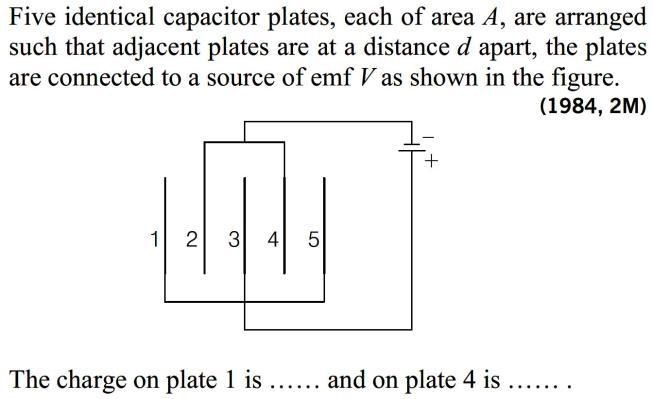 Five identical capacitor plates, each of area A, are arranged
such that adjacent plates are at a distance d apart, the plates
are connected to a source of emf V as shown in the figure.
(1984, 2M)
−
+
1 2 3 4 5
The charge on plate 1 is ...... and on plate 4 is ...... .